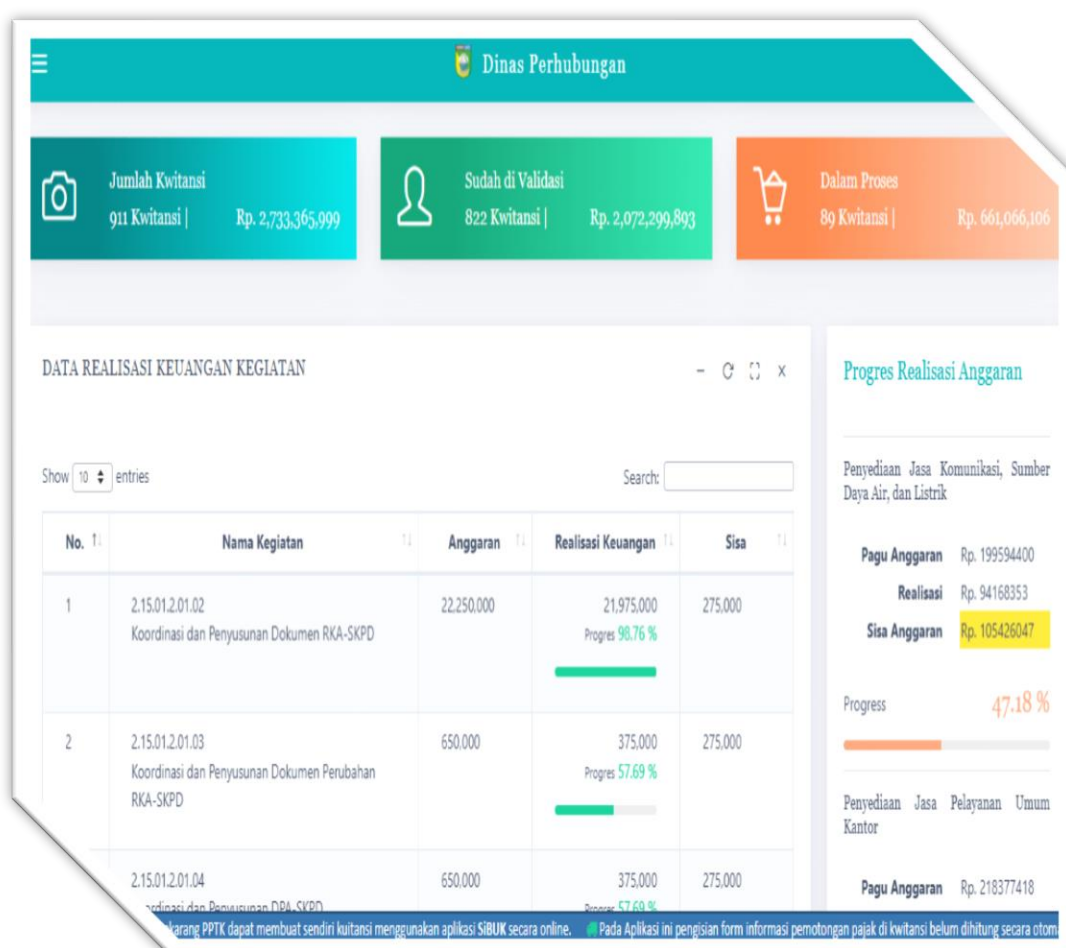 Dinas Perhubungan
Jumlah Kwitansi
911 Kwitansi | Rp. 2,733,365,999
Sudah di Validasi
822 Kwitansi | Rp. 2,072,299,893
Dalam Proses
89 Kwitansi | Rp. 661,066,106
DATA REALISASI KEUANGAN KEGIATAN
Show 10 entries
Search:
No. Nama Kegiatan Anggaran Realisasi Keuangan Sisa
1 2.15.01.2.01.02 22.250,000 21,975,000 275,000
Koordinasi dan Penyusunan Dokumen RKA-SKPD Progres 98.76 %
2 2.15.01.2.01.03 650,000 375,000 275,000
Koordinasi dan Penyusunan Dokumen Perubahan Progres 57.69 %
RKA-SKPD
2.15.01.2.01.04 650,000 375,000 275,000
dan Penyusunan DPA-SKPD Progres 57.69 %
Progres Realisasi Anggaran
Penyediaan Jasa Komunikasi, Sumber
Daya Air, dan Listrik
Pagu Anggaran Rp. 199594400
Realisasi Rp. 94168353
Sisa Anggaran Rp. 105426047
Progress 47.18 %
Penyediaan Jasa Pelayanan Umum
Kantor
Pagu Anggaran Rp. 218377418
PPTK dapat membuat sendiri kuitansi menggunakan aplikasi SiBUK secara online. Pada Aplikasi ini pengisian form informasi pemotongan pajak di kwitansi belum dihitung secara otom